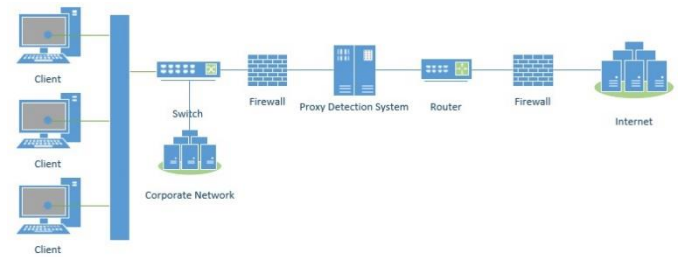 Client
Client
Client
Switch
Corporate Network
Firewall
Proxy Detection System
Router
Firewall
Internet